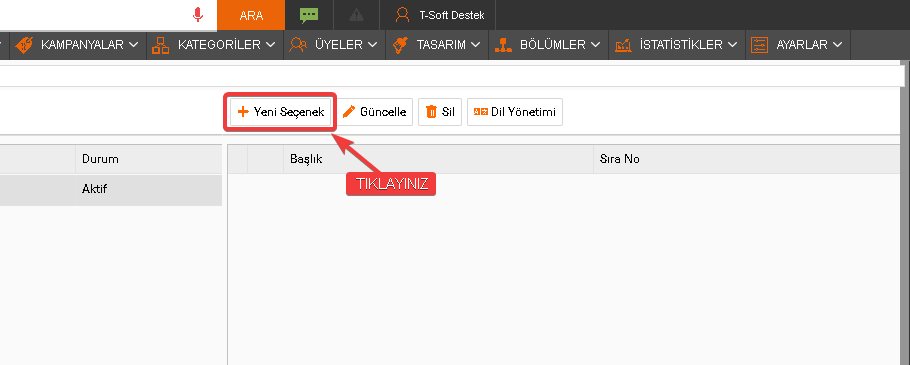 ARA T-Soft Destek
KAMPANYALAR KATEGORİLER ÜYELER TASARIM BÖLÜMLER İSTATİSTİKLER AYARLAR
Yeni Seçenek Güncelle Sil Dil Yönetimi
Durum Başlık Sıra No
Aktif
TIKLAYINIZ